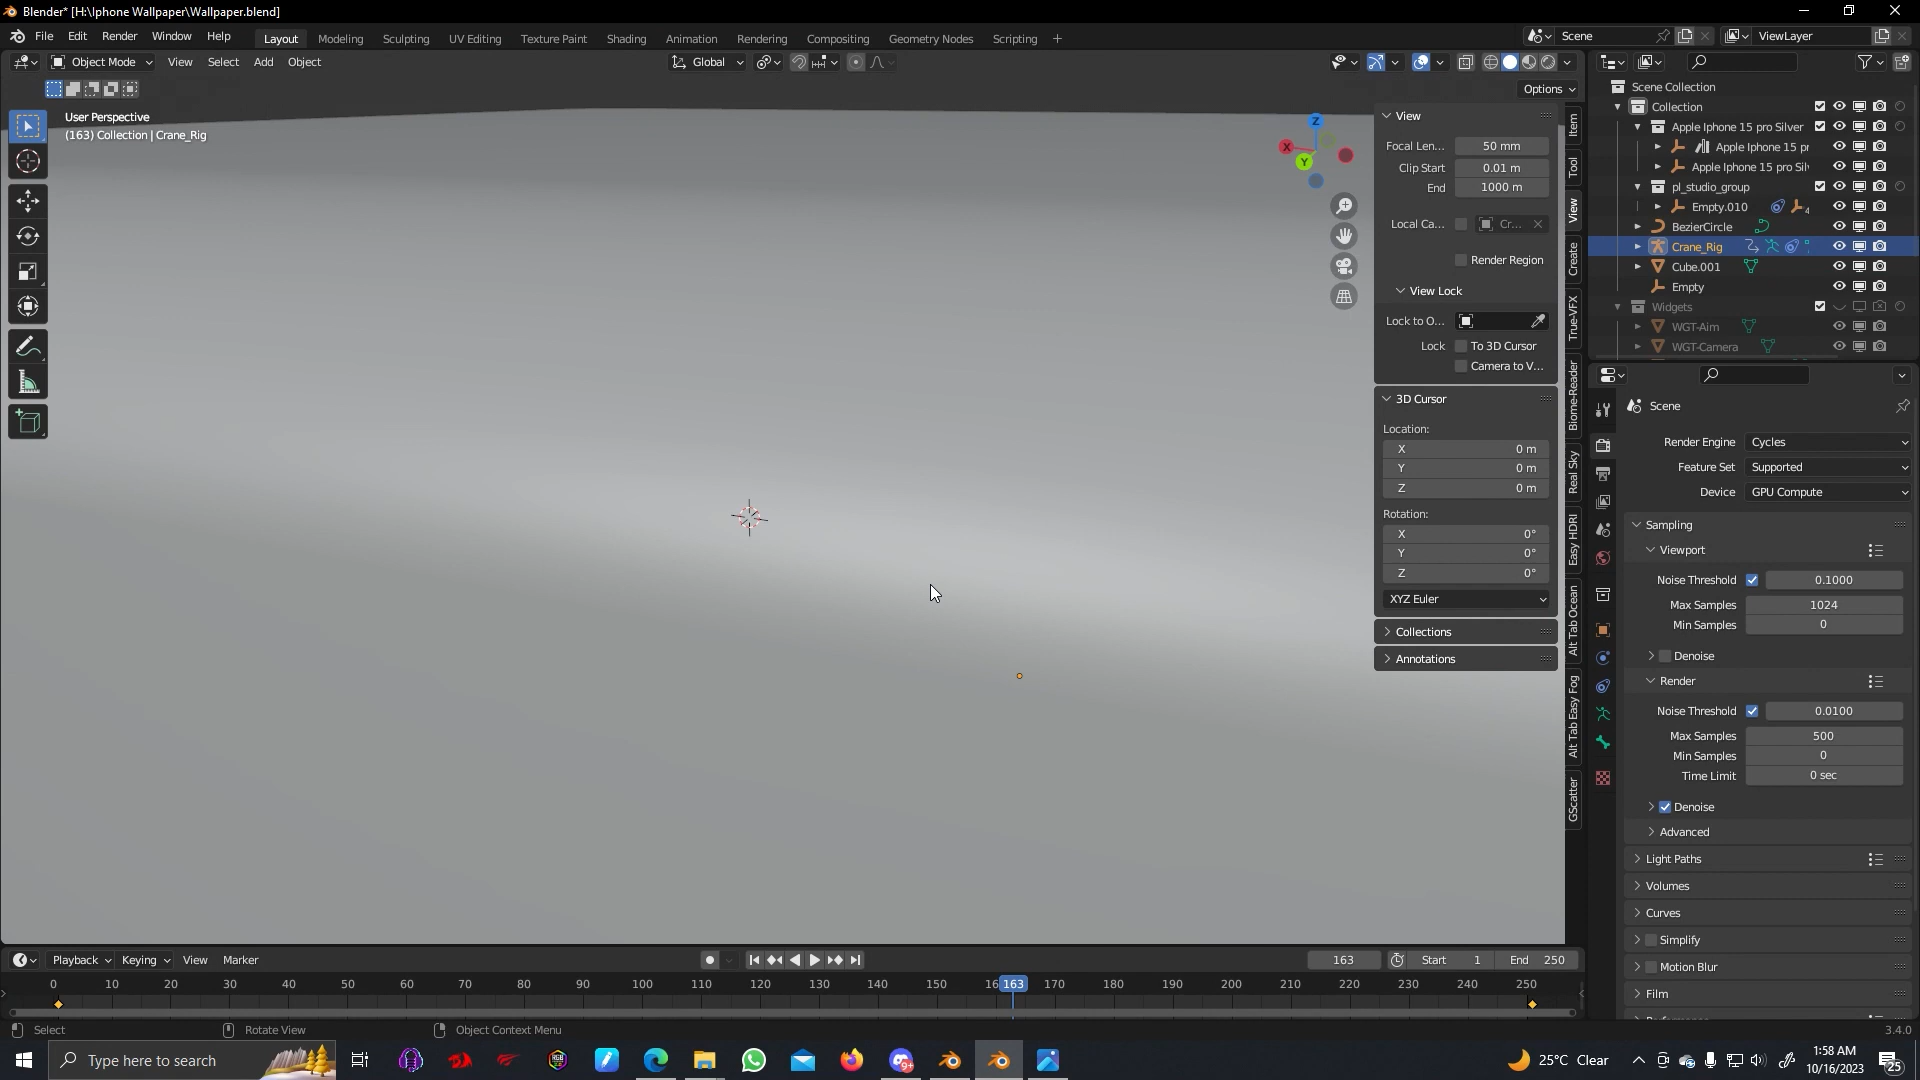 Blender* [H:\Iphone Wallpaper\Wallpaper.blend]
File Edit Render Window Help Layout Modeling Sculpting UV Editing Texture Paint Shading Animation Rendering Compositing Geometry Nodes Scripting + Scene ViewLayer
Object Mode View Select Add Object Global
Options
User Perspective
(163) Collection | Crane_Rig
Z
X
Y
View
Focal Len... 50 mm
Clip Start 0.01 m
End 1000 m
Local Ca... Cr...
Render Region
View Lock
Lock to O...
Lock To 3D Cursor
Camera to V...
3D Cursor
Location:
X 0 m
Y 0 m
Z 0 m
Rotation:
X 0°
Y 0°
Z 0°
XYZ Euler
Collections
Annotations
Item
Tool
View
Create
True-VFX
Biome-Reader
Real Sky
Easy HDRI
Alt Tab Ocean
Alt Tab Easy Fog
GScatter
Scene Collection
Collection
Apple Iphone 15 pro Silver
Apple Iphone 15 pr
Apple Iphone 15 pro Silv
pl_studio_group
Empty.010 4
BezierCircle
Crane_Rig
Cube.001
Empty
Widgets
WGT-Aim
WGT-Camera
Scene
Render Engine Cycles
Feature Set Supported
Device GPU Compute
Sampling
Viewport
Noise Threshold 0.1000
Max Samples 1024
Min Samples 0
Denoise
Render
Noise Threshold 0.0100
Max Samples 500
Min Samples 0
Time Limit 0 sec
Denoise
Advanced
Light Paths
Volumes
Curves
Simplify
Motion Blur
Film
Playback Keying View Marker 163 Start 1 End 250
0 10 20 30 40 50 60 70 80 90 100 110 120 130 140 150 16 163 170 180 190 200 210 220 230 240 250
Select Rotate View Object Context Menu 3.4.0
Type here to search 9+ 25°C Clear 1:58 AM
10/16/2023 25